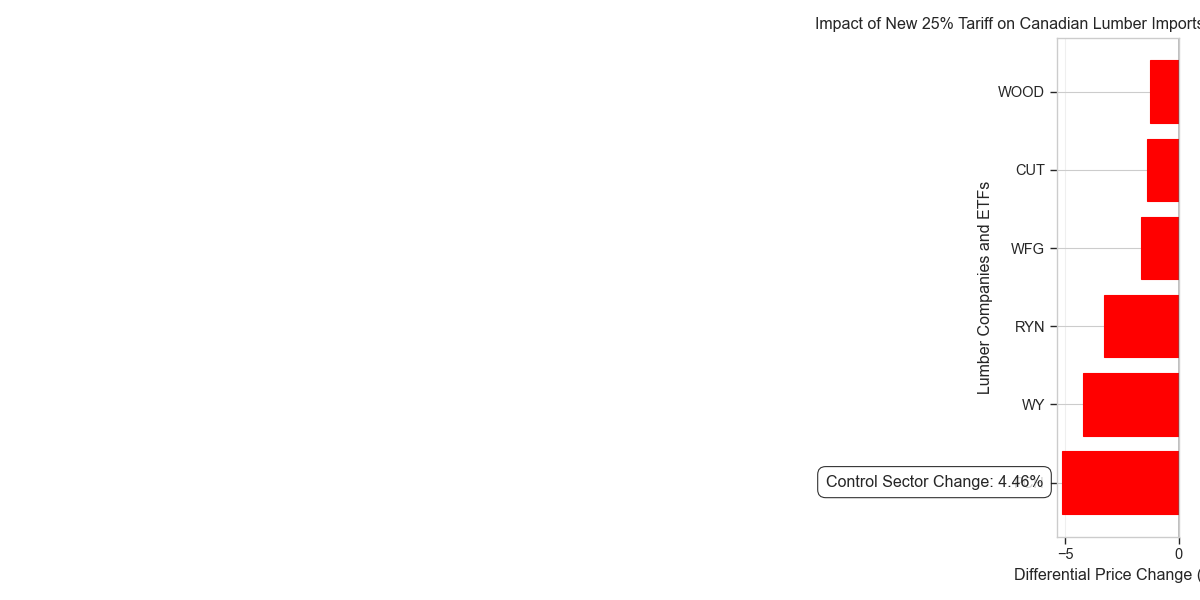 Impact of New 25% Tariff on Canadian Lumber Imports
WOOD
CUT
WFG
RYN
WY
Control Sector Change: 4.46%
Lumber Companies and ETFs
−5
0
Differential Price Change (